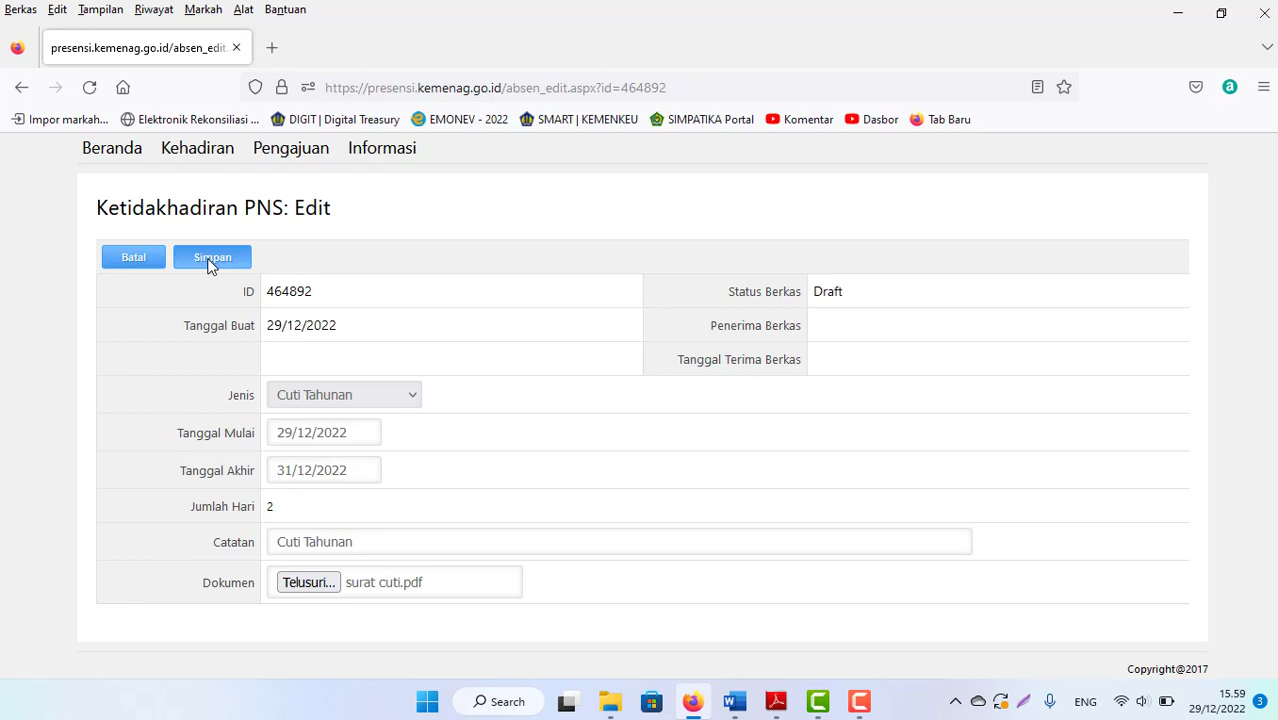 Berkas Edit Tampilan Riwayat Markah Alat Bantuan
presensi.kemenag.go.id/absen_edit.
https://presensi.kemenag.go.id/absen_edit.aspx?id=464892
a
Impor markah... Elektronik Rekonsiliasi ... DIGIT | Digital Treasury EMONEV - 2022 SMART | KEMENKEU SIMPATIKA Portal Komentar Dasbor Tab Baru
Beranda Kehadiran Pengajuan Informasi
Ketidakhadiran PNS: Edit
Batal Simpan
ID 464892 Status Berkas Draft
Tanggal Buat 29/12/2022 Penerima Berkas
Tanggal Terima Berkas
Jenis Cuti Tahunan
Tanggal Mulai 29/12/2022
Tanggal Akhir 31/12/2022
Jumlah Hari 2
Catatan Cuti Tahunan
Dokumen Telusuri... surat cuti.pdf
Copyright@2017
Search ENG 15.59
29/12/2022 3